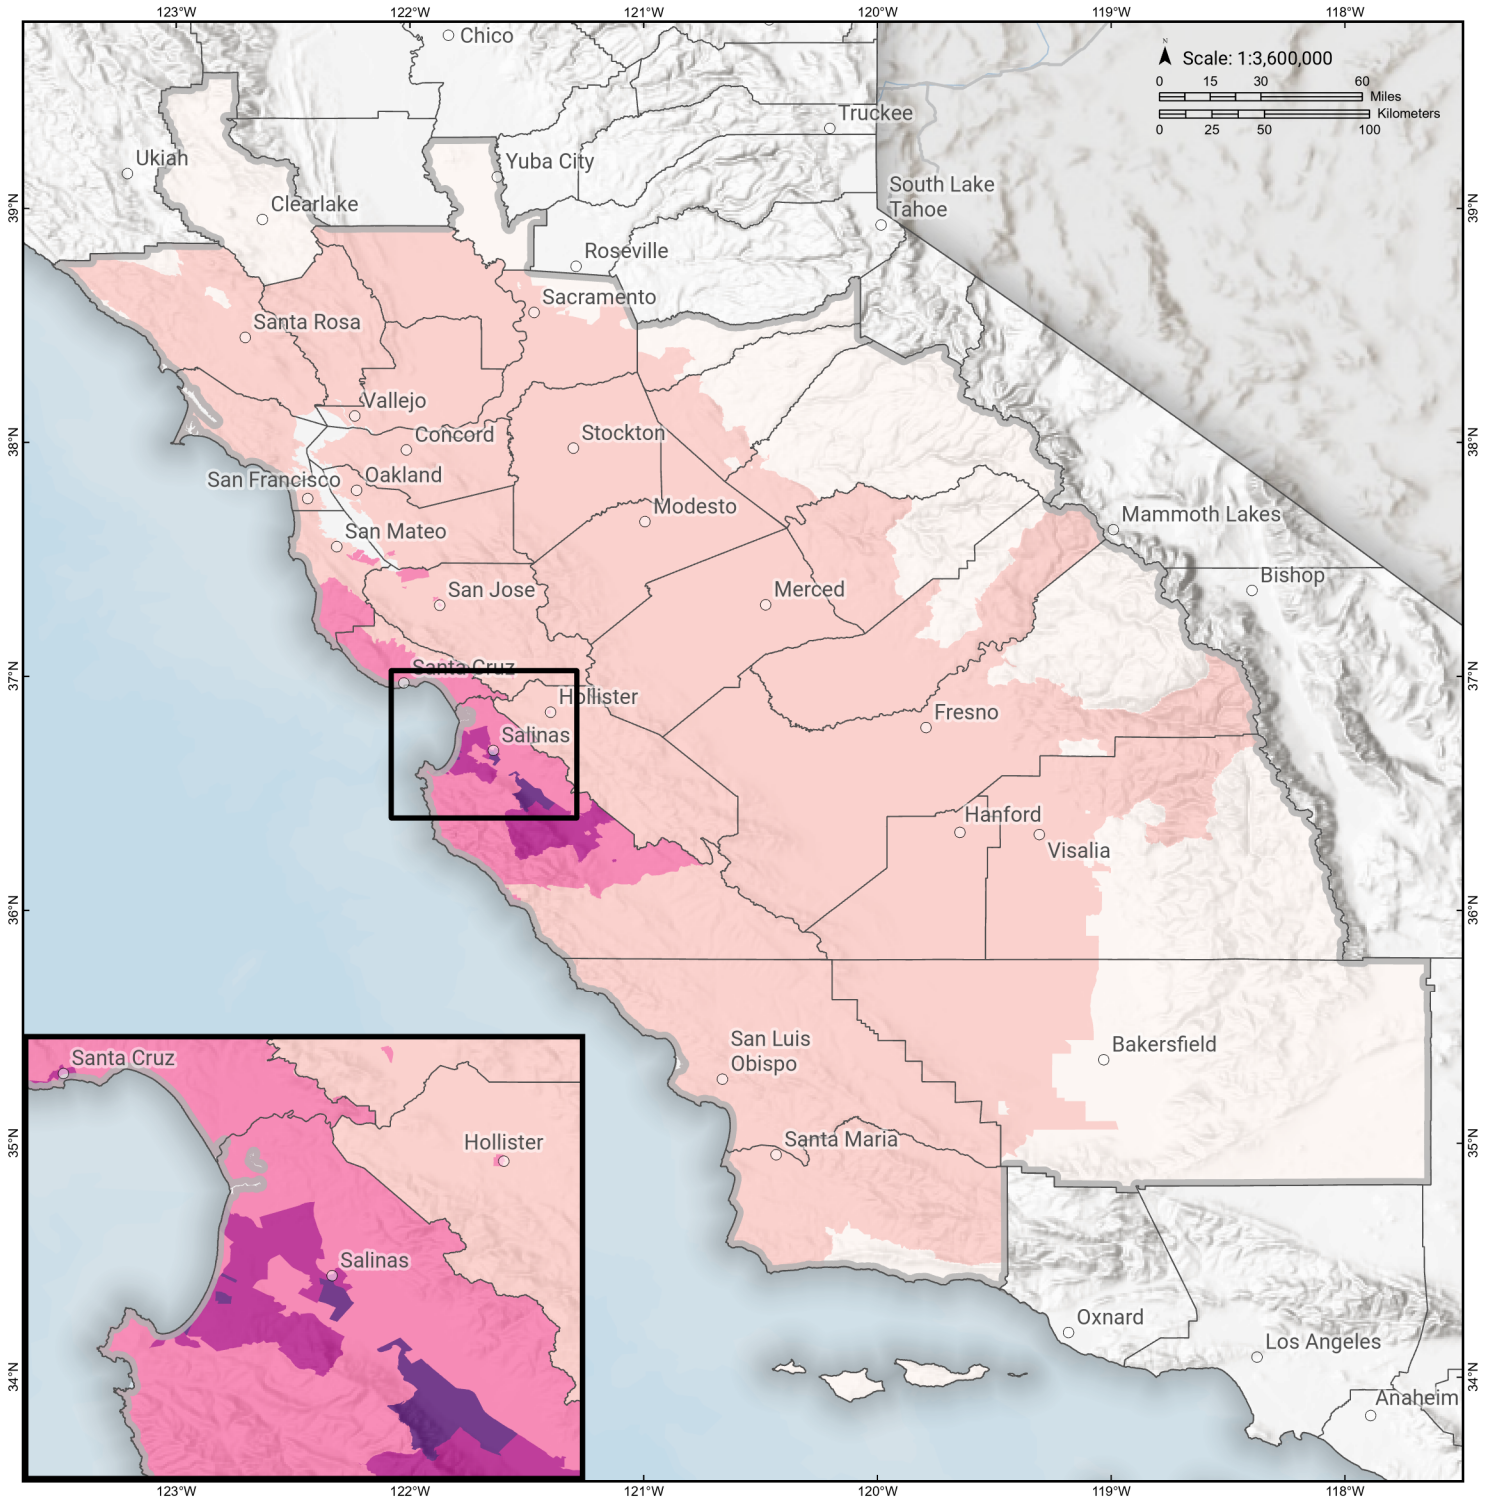 123°W 122°W 121°W 120°W 119°W 118°W
Chico
N
Scale: 1:3,600,000
0 15 30 60
Miles
Kilometers
0 25 50 100
Truckee
Ukiah
Yuba City
South Lake
Tahoe
39°N
39°N
Clearlake
Roseville
Sacramento
Santa Rosa
Vallejo
Concord
Stockton
38°N
38°N
San Francisco
Oakland
Modesto
Mammoth Lakes
San Mateo
San Jose
Merced
Bishop
Santa Cruz
37°N
37°N
Hollister
Salinas
Fresno
Hanford
Visalia
36°N
36°N
San Luis
Obispo
Bakersfield
Santa Cruz
35°N
35°N
Santa Maria
Hollister
Salinas
Oxnard
Los Angeles
34°N
34°N
Anaheim
123°W 122°W 121°W 120°W 119°W 118°W